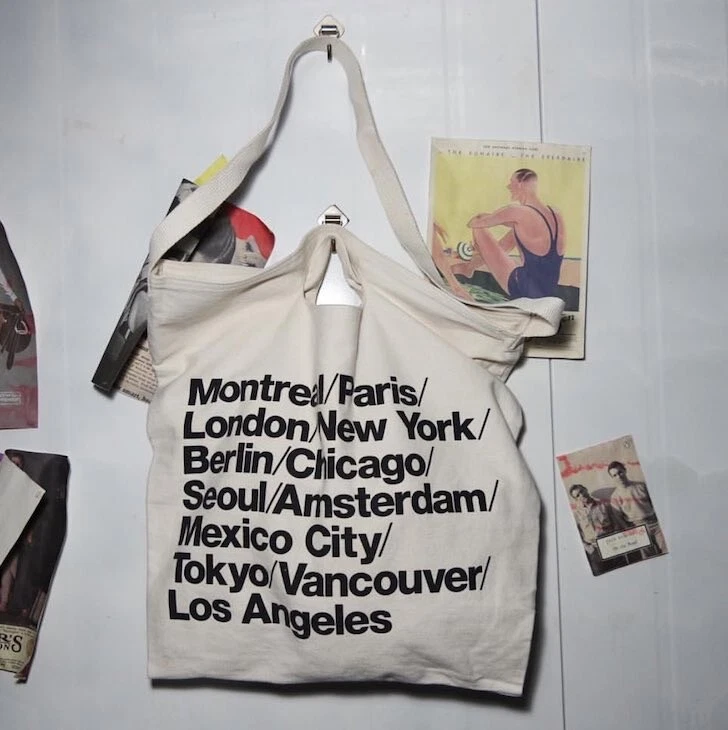 Montreal/Paris/
London/New York/
Berlin/Chicago/
Seoul/Amsterdam/
Mexico City/
Tokyo/Vancouver/
Los Angeles